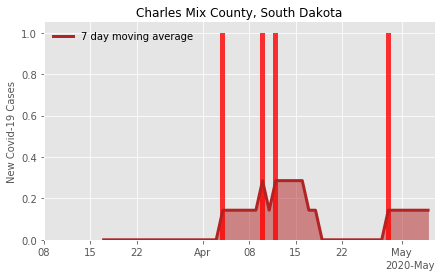 Charles Mix County, South Dakota
7 day moving average
New Covid-19 Cases
1.0
0.8
0.6
0.4
0.2
0.0
08 15 22 Apr 08 15 22 May
2020-May